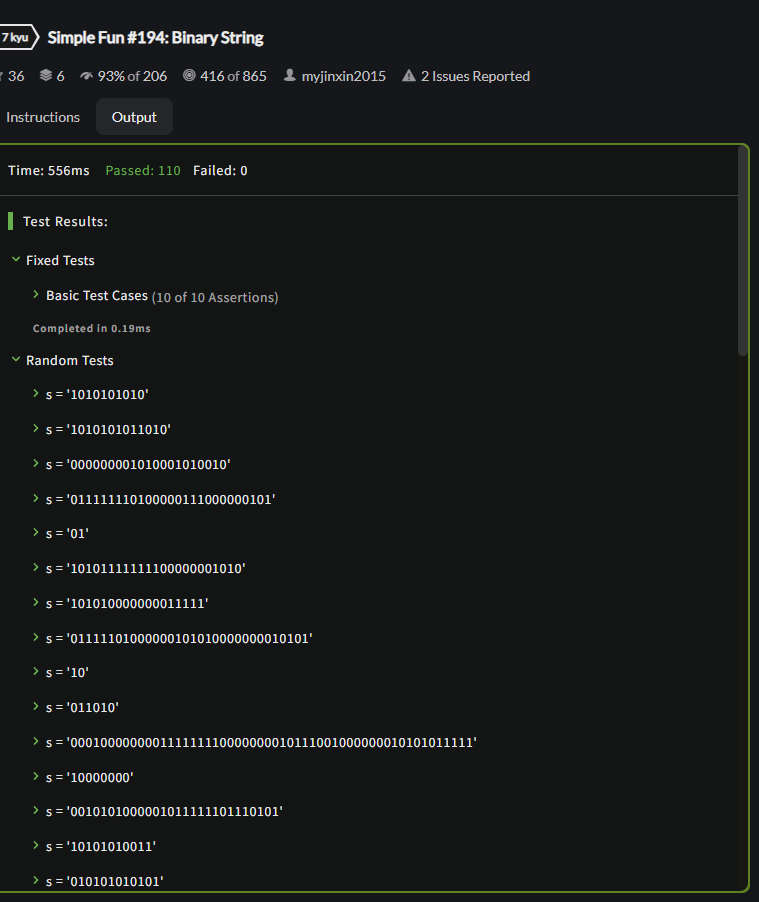 7 kyu Simple Fun #194: Binary String
36 6 93% of 206 416 of 865 myjinxin2015 2 Issues Reported
Instructions Output
Time: 556ms Passed: 110 Failed: 0
Test Results:
Fixed Tests
Basic Test Cases (10 of 10 Assertions)
Completed in 0.19ms
Random Tests
s = '1010101010'
s = '1010101011010'
s = '000000001010001010010'
s = '0111111101000001110000000101'
s = '01'
s = '10101111111100000001010'
s = '101010000000011111'
s = '0111110100000010101000000001010​1'
s = '10'
s = '011010'
s = '000100000000111111110000000010111001000000010101011111'
s = '10000000'
s = '0010101000001011111101110101'
s = '10101010011'
s = '010101010101'